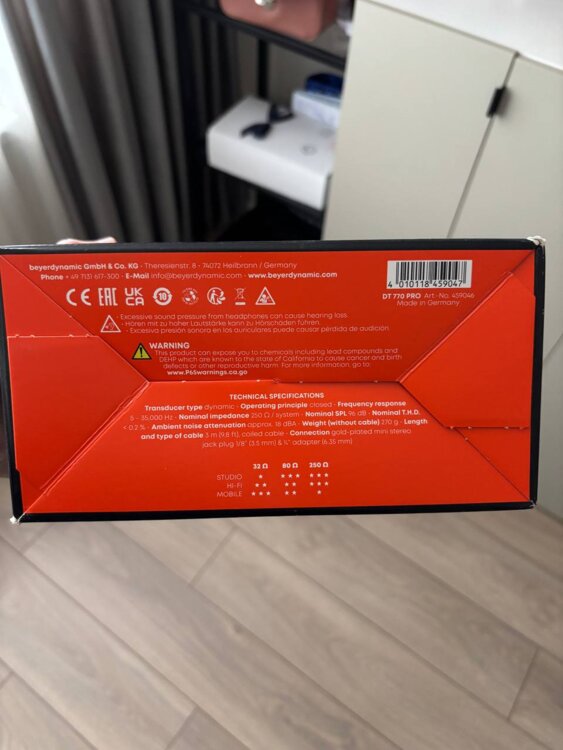 beyerdynamic GmbH & Co. KG • Theresienstr. 8 • 74072 Heilbronn / Germany
Phone + 49 7131 617-300 • E-Mail info@beyerdynamic.com • www.beyerdynamic.com
CE EAC UK CA 10
4 010118 459047
DT 770 PRO Art.-No. 459046
Made in Germany
• Excessive sound pressure from headphones can cause hearing loss.
• Hören mit zu hoher Lautstärke kann zu Hörschäden führen.
• Excesiva presión sonora en los auriculares puede causar pérdida de audición
WARNING
This product can expose you to chemicals including lead compounds and
DEHP which are known to the state of California to cause cancer and birth
defects or other reproductive harm. For more information, go to:
www.P65warnings.ca.gov
TECHNICAL SPECIFICATIONS
Transducer type dynamic • Operating principle closed • Frequency response
5 – 35.000 Hz • Nominal impedance 250 Ω / system • Nominal SPL 96 dB • Nominal T.H.D.
< 0.2 % • Ambient noise attenuation approx. 18 dBA • Weight (without cable) 270 g • Length
and type of cable 3 m (9.8 ft), coiled cable • Connection gold-plated mini stereo
jack plug 1/8" (3.5 mm) & ¼" adapter (6.35 mm)
32 Ω 80 Ω 250 Ω
STUDIO ★ ★★★ ★★★
HI-FI ★★ ★★ ★★★
MOBILE ★★★ ★★ ★